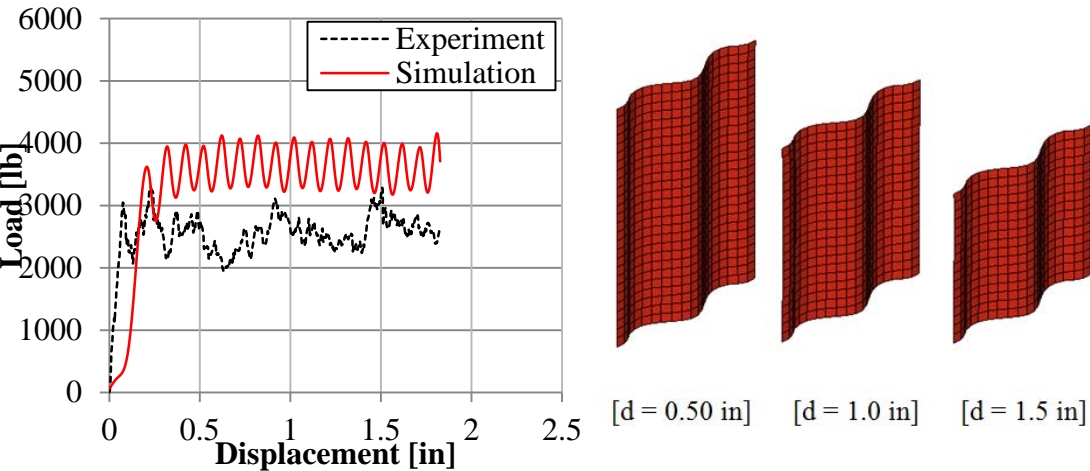 6000
5000
4000
3000
2000
1000
0
Load [lb]
Experiment
Simulation
0 0.5 1 1.5 2 2.5
Displacement [in]
[d = 0.50 in] [d = 1.0 in] [d = 1.5 in]